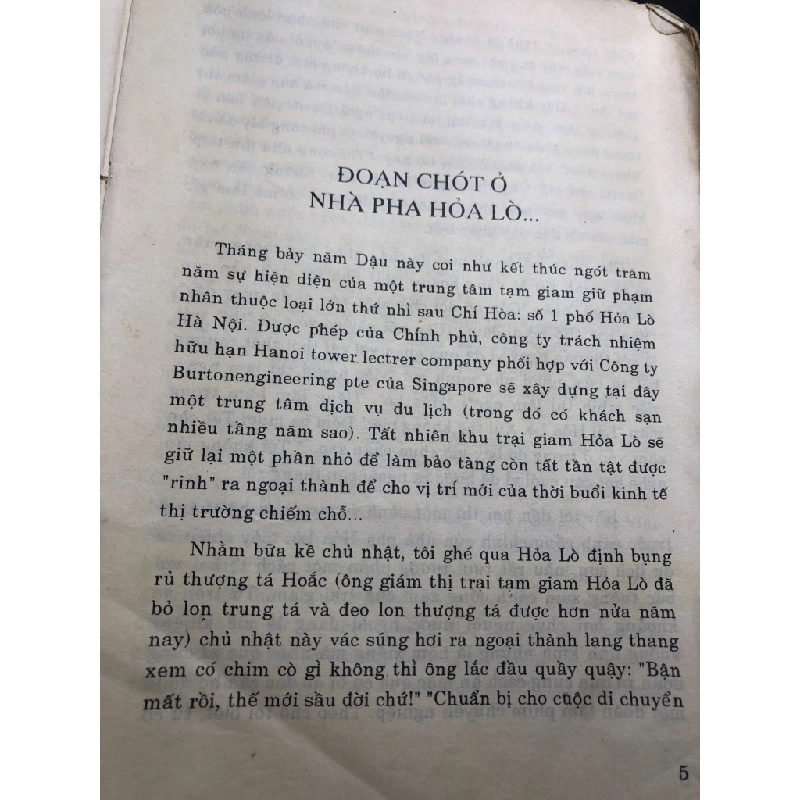 ĐOẠN CHÓT Ở
NHÀ PHA HỎA LÒ...
Tháng bảy năm Dậu này coi như kết thúc ngót trăm
năm sự hiện diện của một trung tâm tạm giam giữ phạm
nhân thuộc loại lớn thứ nhì sau Chí Hòa: số 1 phố Hỏa Lò
Hà Nội. Được phép của Chính phủ, công ty trách nhiệm
hữu hạn Hanoi tower lectrer company phối hợp với Công ty
Burtonengineering pte của Singapore sẽ xây dựng tai đây
một trung tâm dịch vụ du lịch (trong đó có khách sạn
nhiều tầng năm sao). Tất nhiên khu trại giam Hỏa Lò sẽ
giữ lại một phần nhỏ để làm bảo tàng còn tất tần tật được
"rinh" ra ngoại thành để cho vị trí mới của thời buổi kinh tế
thị trường chiếm chỗ...
Nhằm bữa kề chủ nhật, tôi ghé qua Hỏa Lò định bụng
rủ thượng tá Hoắc (ông giám thị trại tạm giam Hỏa Lò đã
bỏ lon trung tá và đeo lon thượng tá được hơn nửa năm
nay) chủ nhật này vác súng hơi ra ngoại thành lang thang
xem có chim cò gì không thì ông lắc đầu quầy quậy: "Bận
mất rồi, thế mới sầu đời chứ!" "Chuẩn bị cho cuộc di chuyển
5